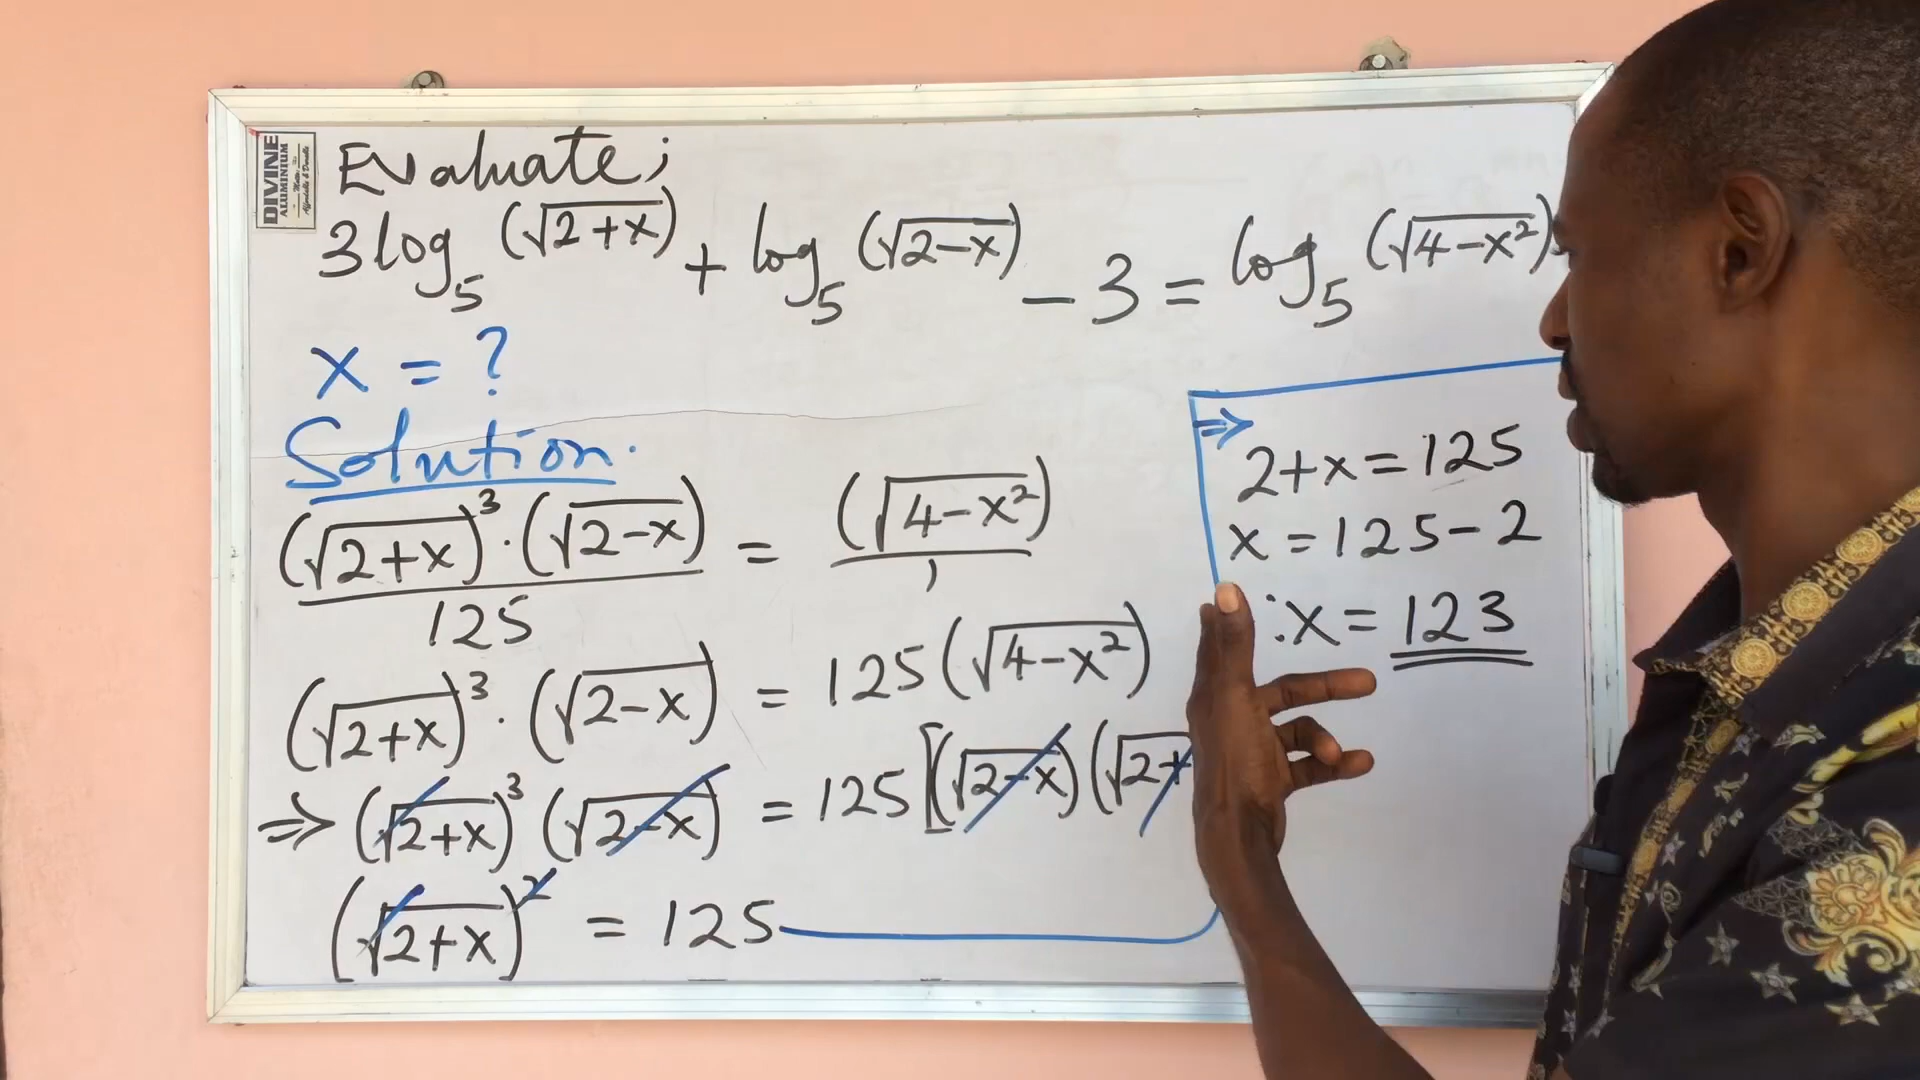 DIVINE
ALUMINIUM
Evaluate;
3log₅(√2+x) + log₅(√2-x) - 3 = log₅(√4-x²)
x = ?
Solution.
(√2+x)³·(√2-x) = (√4-x²)
125 1
(√2+x)³·(√2-x) = 125(√4-x²)
⇒ (√2+x)³(√2-x) = 125[(√2-x)(√2+
(√2+x)² = 125
⇒ 2+x=125
x=125-2
:x= 123